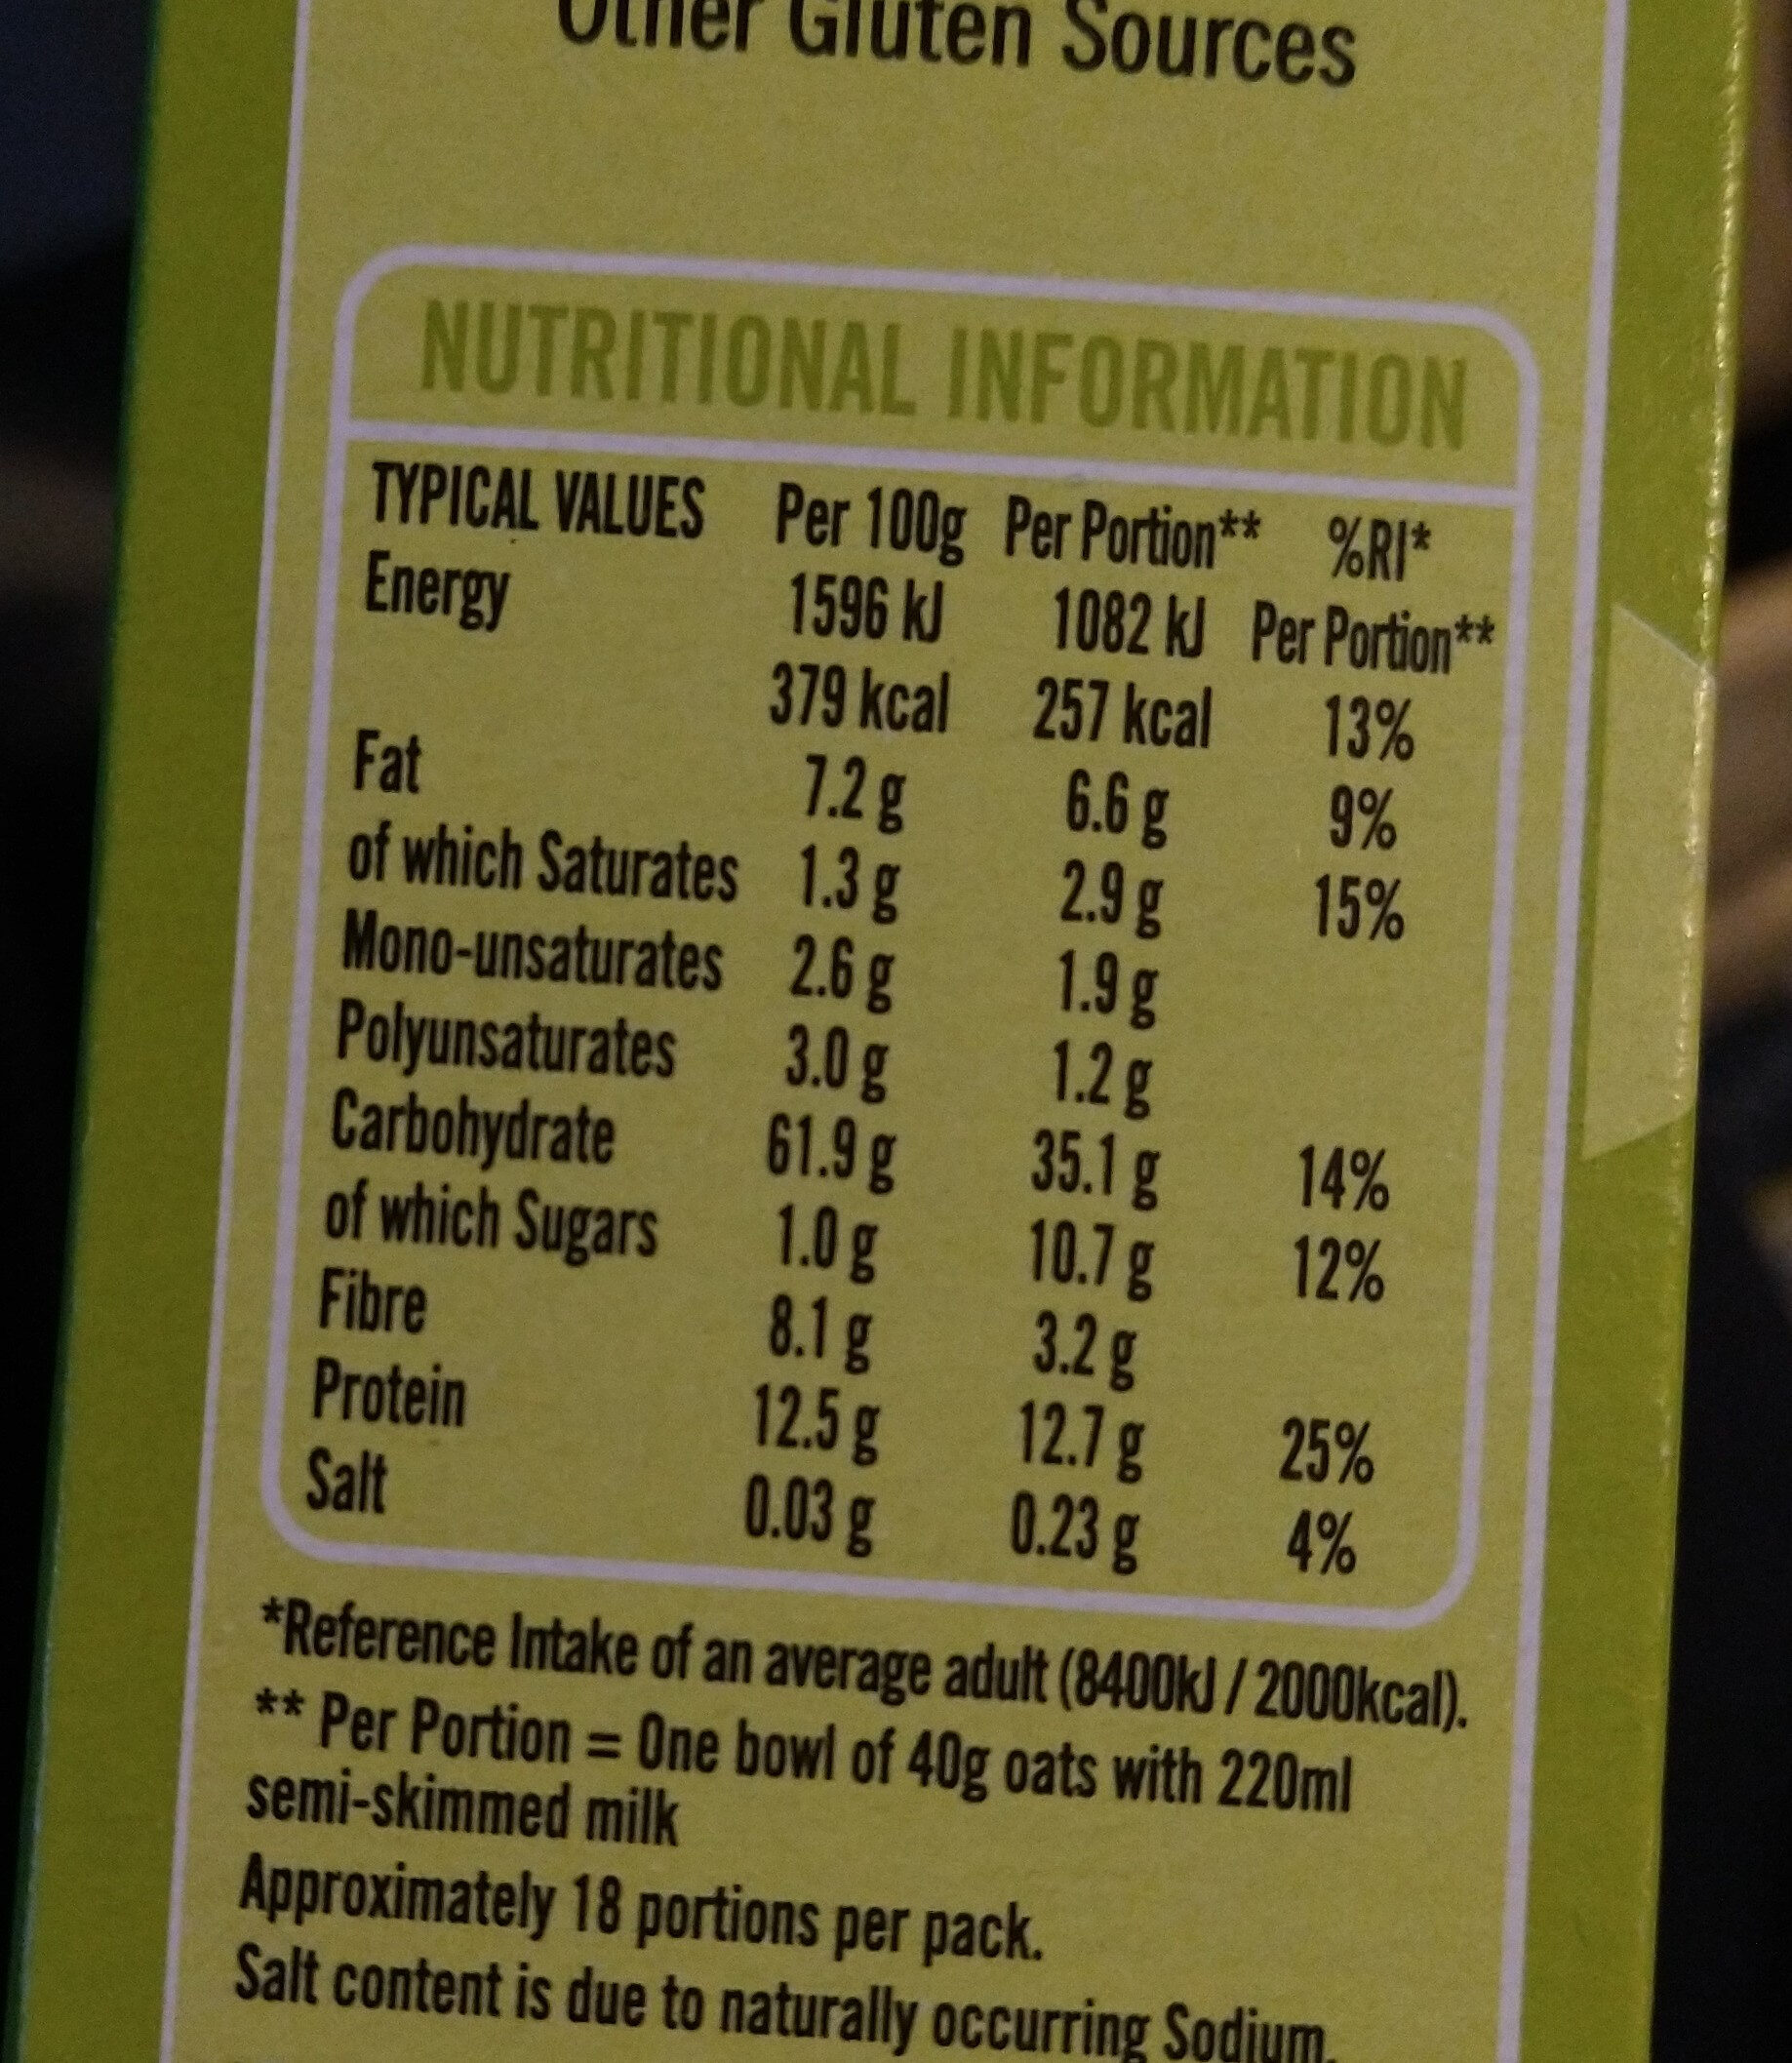 Other Gluten Sources
NUTRITIONAL INFORMATION
TYPICAL VALUES Per 100g Per Portion** %RI*
Energy 1596 kJ 1082 kJ Per Portion**
379 kcal 257 kcal 13%
Fat 7.2 g 6.6 g 9%
of which Saturates 1.3 g 2.9 g 15%
Mono-unsaturates 2.6 g 1.9 g
Polyunsaturates 3.0 g 1.2 g
Carbohydrate 61.9 g 35.1 g 14%
of which Sugars 1.0 g 10.7 g 12%
Fibre 8.1 g 3.2 g
Protein 12.5 g 12.7 g 25%
Salt 0.03 g 0.23 g 4%
*Reference Intake of an average adult (8400kJ / 2000kcal).
** Per Portion = One bowl of 40g oats with 220ml
semi-skimmed milk
Approximately 18 portions per pack.
Salt content is due to naturally occurring Sodium.